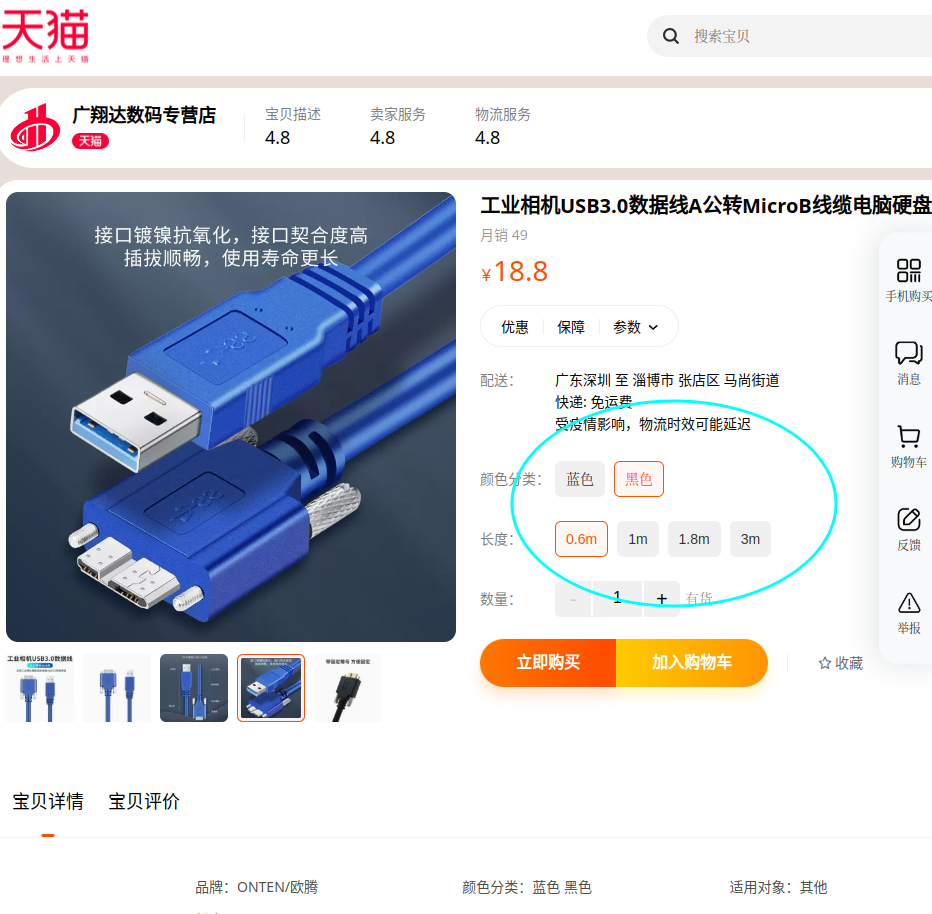 天猫
理想生活上天猫
搜索宝贝
广翔达数码专营店
天猫
宝贝描述
4.8
卖家服务
4.8
物流服务
4.8
接口镀镍抗氧化，接口契合度高
插拔顺畅，使用寿命更长
工业相机USB3.0数据线A公转MicroB线缆电脑硬盘
月销 49
¥18.8
优惠
保障
参数
配送：
广东深圳 至 淄博市 张店区 马尚街道
快递: 免运费
受疫情影响，物流时效可能延迟
颜色分类：
蓝色
黑色
长度：
0.6m
1m
1.8m
3m
数量：
-
1
+
有货
立即购买
加入购物车
收藏
手机购买
消息
购物车
反馈
举报
工业相机USB3.0数据线
带固定螺丝 方便固定
宝贝详情
宝贝评价
品牌：ONTEN/欧腾
颜色分类：蓝色 黑色
适用对象：其他